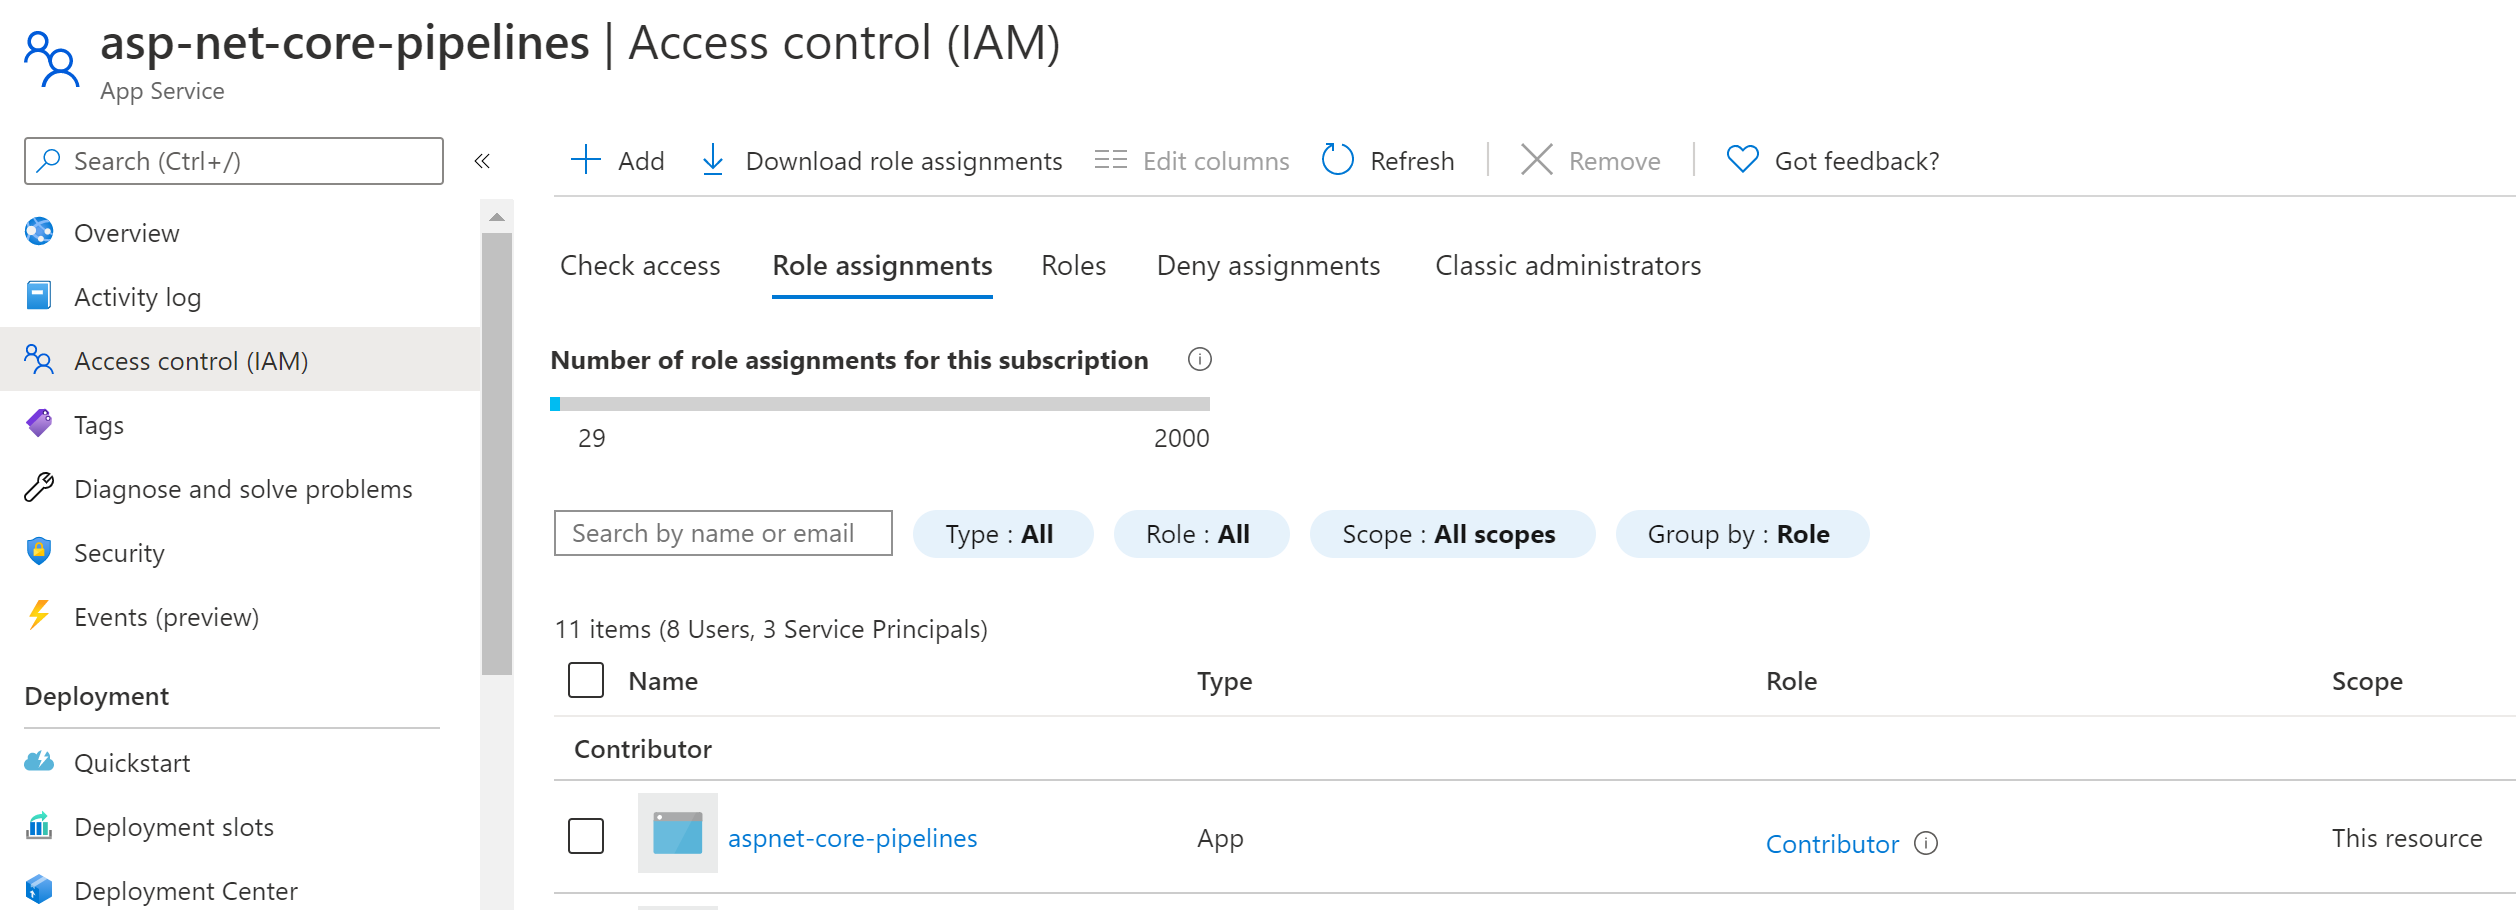 asp-net-core-pipelines | Access control (IAM)
App Service
Search (Ctrl+/)
«
Add
Download role assignments
Edit columns
Refresh
Remove
Got feedback?
Overview
Activity log
Access control (IAM)
Tags
Diagnose and solve problems
Security
Events (preview)
Deployment
Quickstart
Deployment slots
Deployment Center
Check access
Role assignments
Roles
Deny assignments
Classic administrators
Number of role assignments for this subscription
29
2000
Search by name or email
Type : All
Role : All
Scope : All scopes
Group by : Role
11 items (8 Users, 3 Service Principals)
Name Type Role Scope
Contributor
aspnet-core-pipelines App Contributor This resource